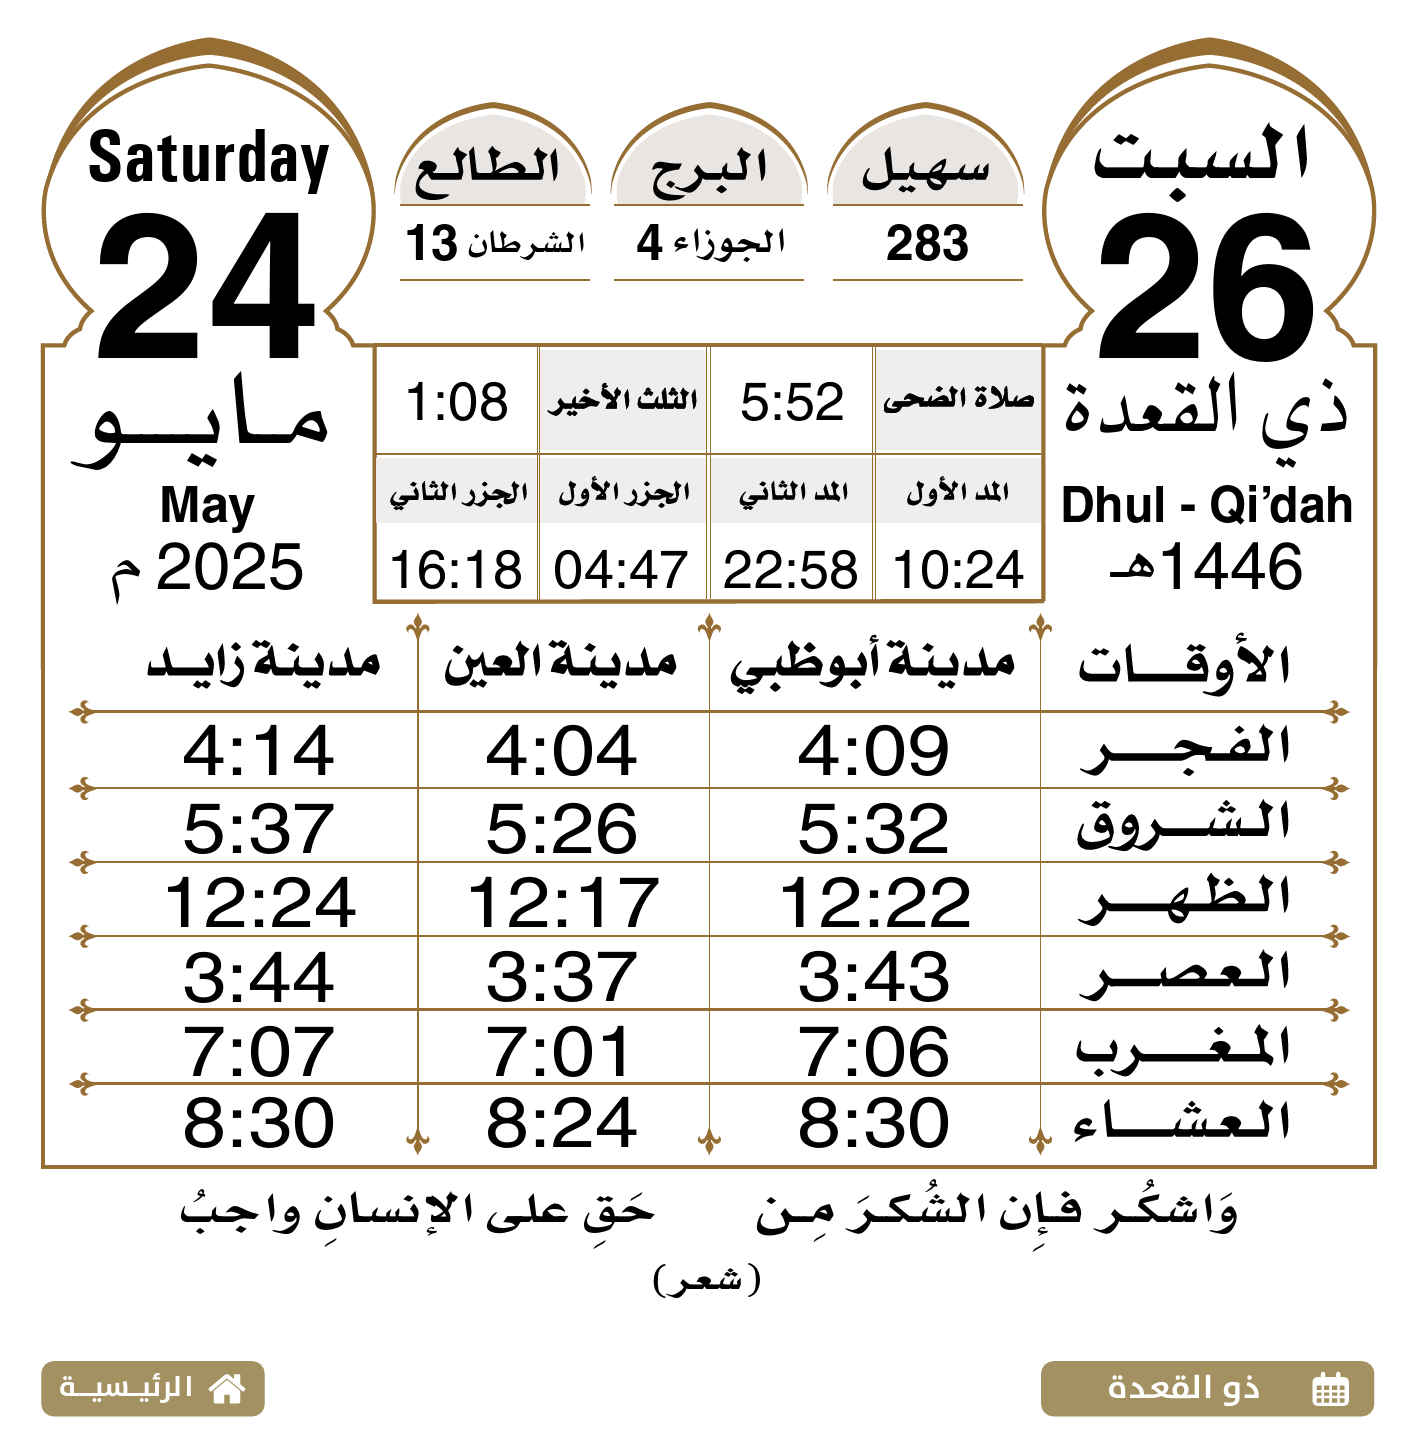 السبت
26
ذي القعدة
Dhul - Qi’dah
1446هـ
سهيل
283
البرج
الجوزاء 4
الطالع
الشرطان 13
Saturday
24
مايو
May
2025 م
صلاة الضحى 5:52 الثلث الأخير 1:08
المد الأول المد الثاني الجزر الأول الجزر الثاني
10:24 22:58 04:47 16:18
الأوقات مدينة أبوظبي مدينة العين مدينة زايد
الفجر 4:09 4:04 4:14
الشروق 5:32 5:26 5:37
الظهر 12:22 12:17 12:24
العصر 3:43 3:37 3:44
المغرب 7:06 7:01 7:07
العشاء 8:30 8:24 8:30
وَاشكُر فإِن الشُكرَ مِن حَقِ على الإنسانِ واجبُ
(شعر)
ذو القعدة
الرئيسية